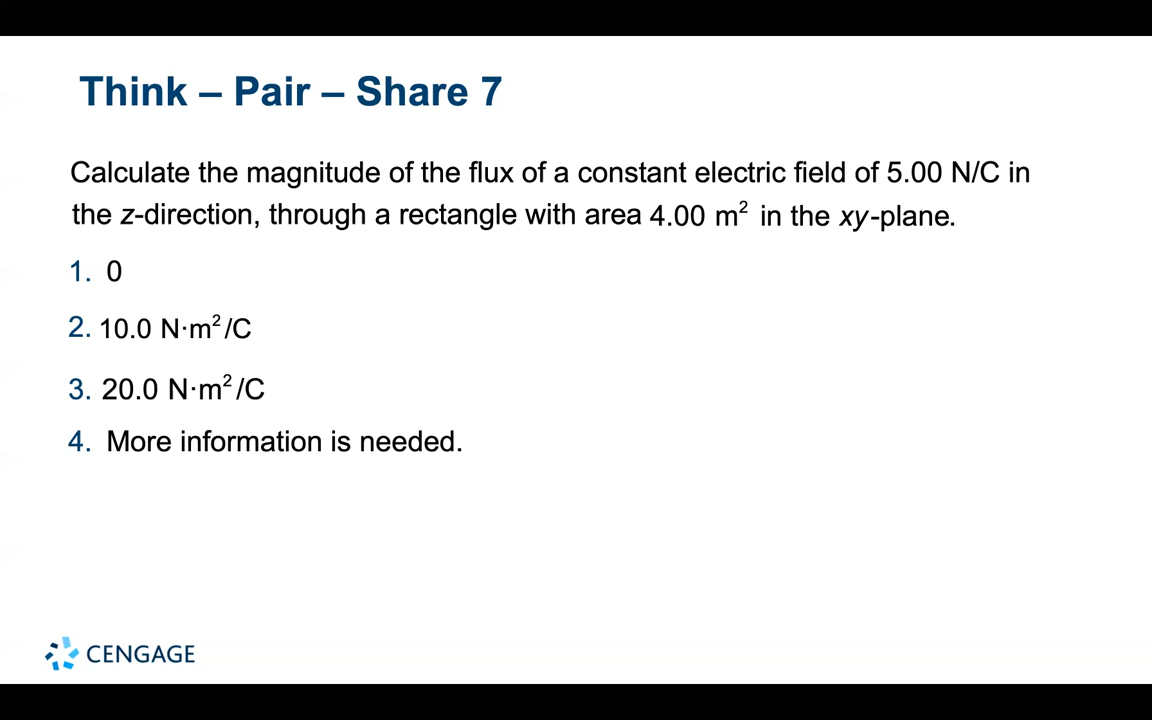 Think – Pair – Share 7
Calculate the magnitude of the flux of a constant electric field of 5.00 N/C in
the z-direction, through a rectangle with area 4.00 m² in the xy-plane.
1. 0
2. 10.0 N·m²/C
3. 20.0 N·m²/C
4. More information is needed.
CENGAGE